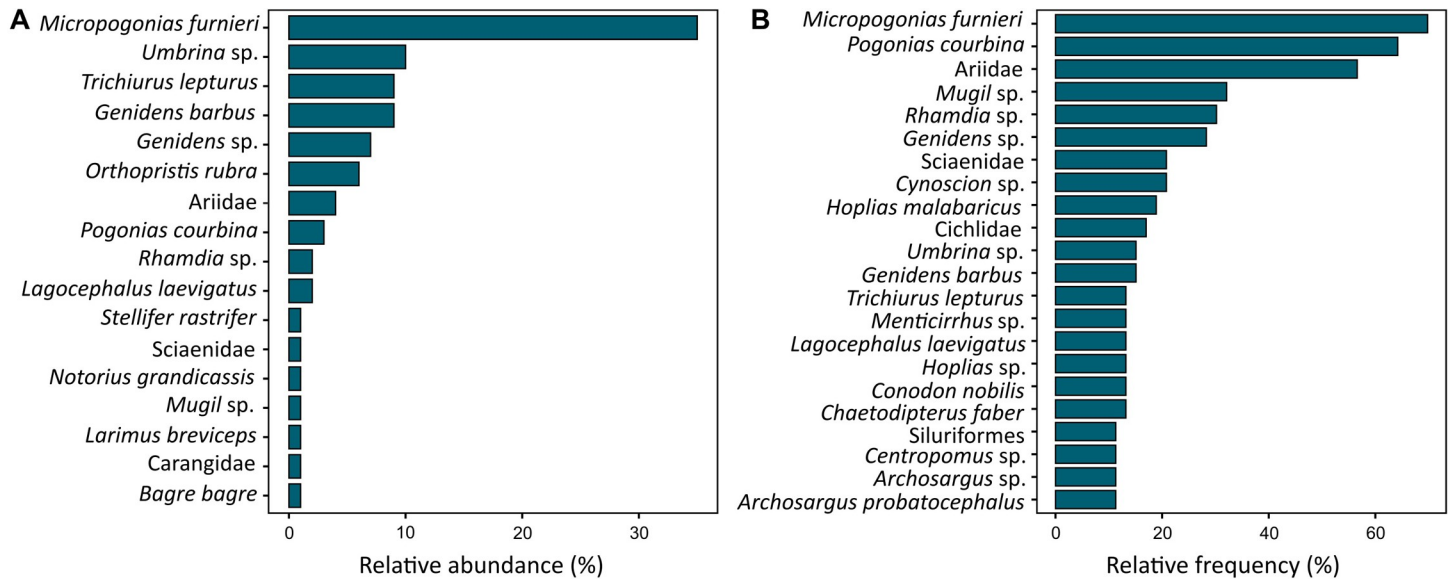 A
Micropogonias furnieri
Umbrina sp.
Trichiurus lepturus
Genidens barbus
Genidens sp.
Orthopristis rubra
Ariidae
Pogonias courbina
Rhamdia sp.
Lagocephalus laevigatus
Stellifer rastrifer
Sciaenidae
Notorius grandicassis
Mugil sp.
Larimus breviceps
Carangidae
Bagre bagre
0 10 20 30
Relative abundance (%)
B
Micropogonias furnieri
Pogonias courbina
Ariidae
Mugil sp.
Rhamdia sp.
Genidens sp.
Sciaenidae
Cynoscion sp.
Hoplias malabaricus
Cichlidae
Umbrina sp.
Genidens barbus
Trichiurus lepturus
Menticirrhus sp.
Lagocephalus laevigatus
Hoplias sp.
Conodon nobilis
Chaetodipterus faber
Siluriformes
Centropomus sp.
Archosargus sp.
Archosargus probatocephalus
0 20 40 60
Relative frequency (%)